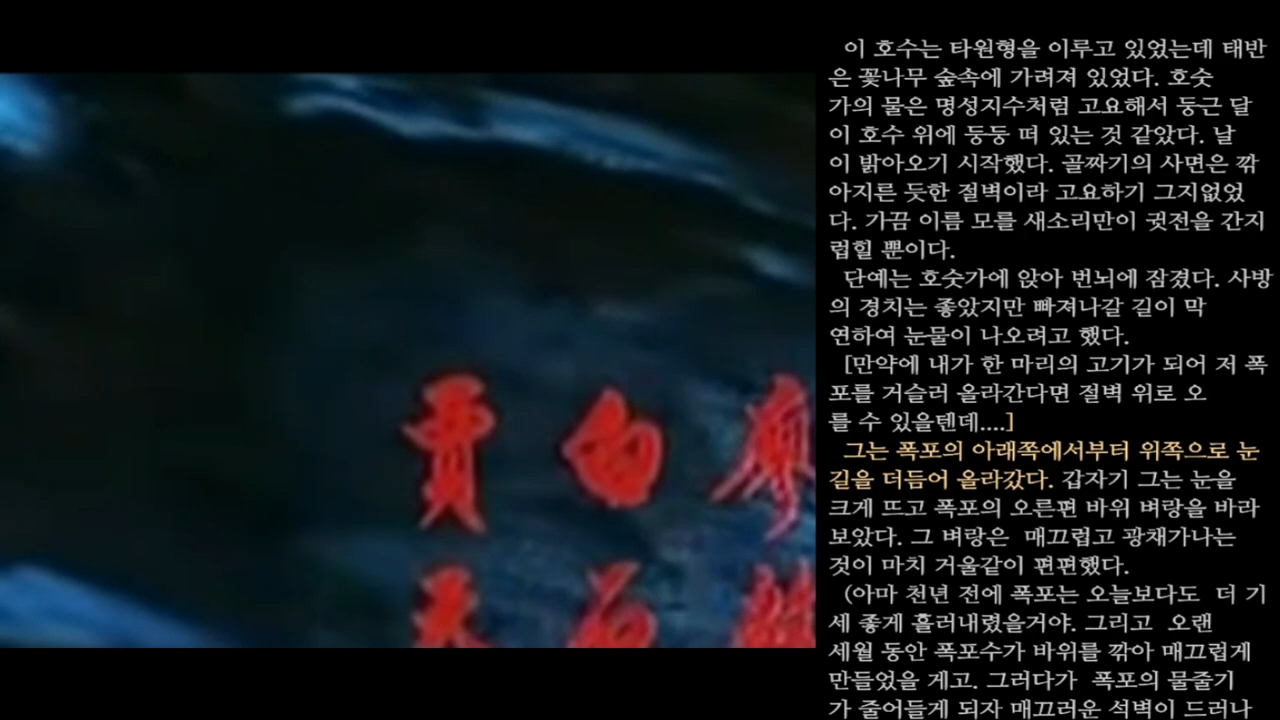 賈
이 호수는 타원형을 이루고 있었는데 태반
은 꽃나무 숲속에 가려져 있었다. 호숫
가의 물은 명성지수처럼 고요해서 둥근 달
이 호수 위에 둥둥 떠 있는 것 같았다. 날
이 밝아오기 시작했다. 골짜기의 사면은 깎
아지른 듯한 절벽이라 고요하기 그지없었
다. 가끔 이름 모를 새소리만이 귓전을 간지
럽힐 뿐이다.
단예는 호숫가에 앉아 번뇌에 잠겼다. 사방
의 경치는 좋았지만 빠져나갈 길이 막
연하여 눈물이 나오려고 했다.
[만약에 내가 한 마리의 고기가 되어 저 폭
포를 거슬러 올라간다면 절벽 위로 오
를 수 있을텐데....]
그는 폭포의 아래쪽에서부터 위쪽으로 눈
길을 더듬어 올라갔다. 갑자기 그는 눈을
크게 뜨고 폭포의 오른편 바위 벼랑을 바라
보았다. 그 벼랑은 매끄럽고 광채가나는
것이 마치 거울같이 편편했다.
(아마 천년 전에 폭포는 오늘보다도 더 기
세 좋게 흘러내렸을거야. 그리고 오랜
세월 동안 폭포수가 바위를 깎아 매끄럽게
만들었을 게고. 그러다가 폭포의 물줄기
가 줄어들게 되자 매끄러운 석벽이 드러나